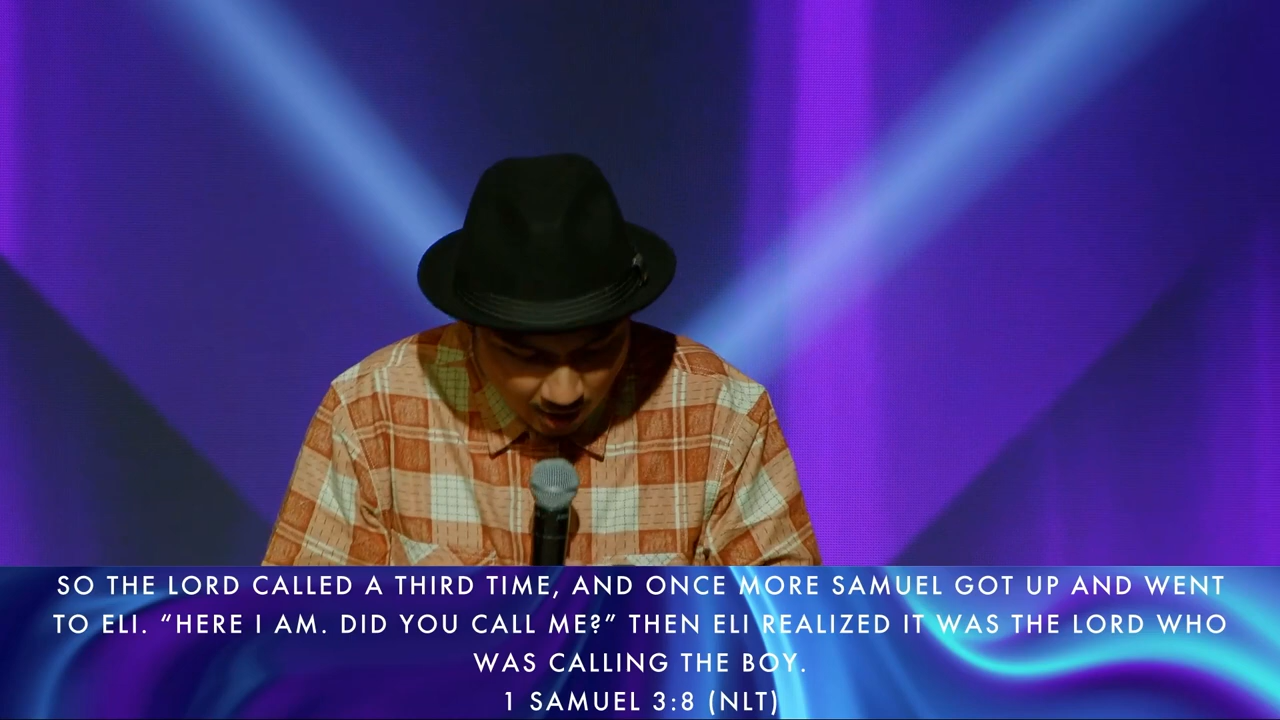 SO THE LORD CALLED A THIRD TIME, AND ONCE MORE SAMUEL GOT UP AND WENT
TO ELI. “HERE I AM. DID YOU CALL ME?” THEN ELI REALIZED IT WAS THE LORD WHO
WAS CALLING THE BOY.
1 SAMUEL 3:8 (NLT)